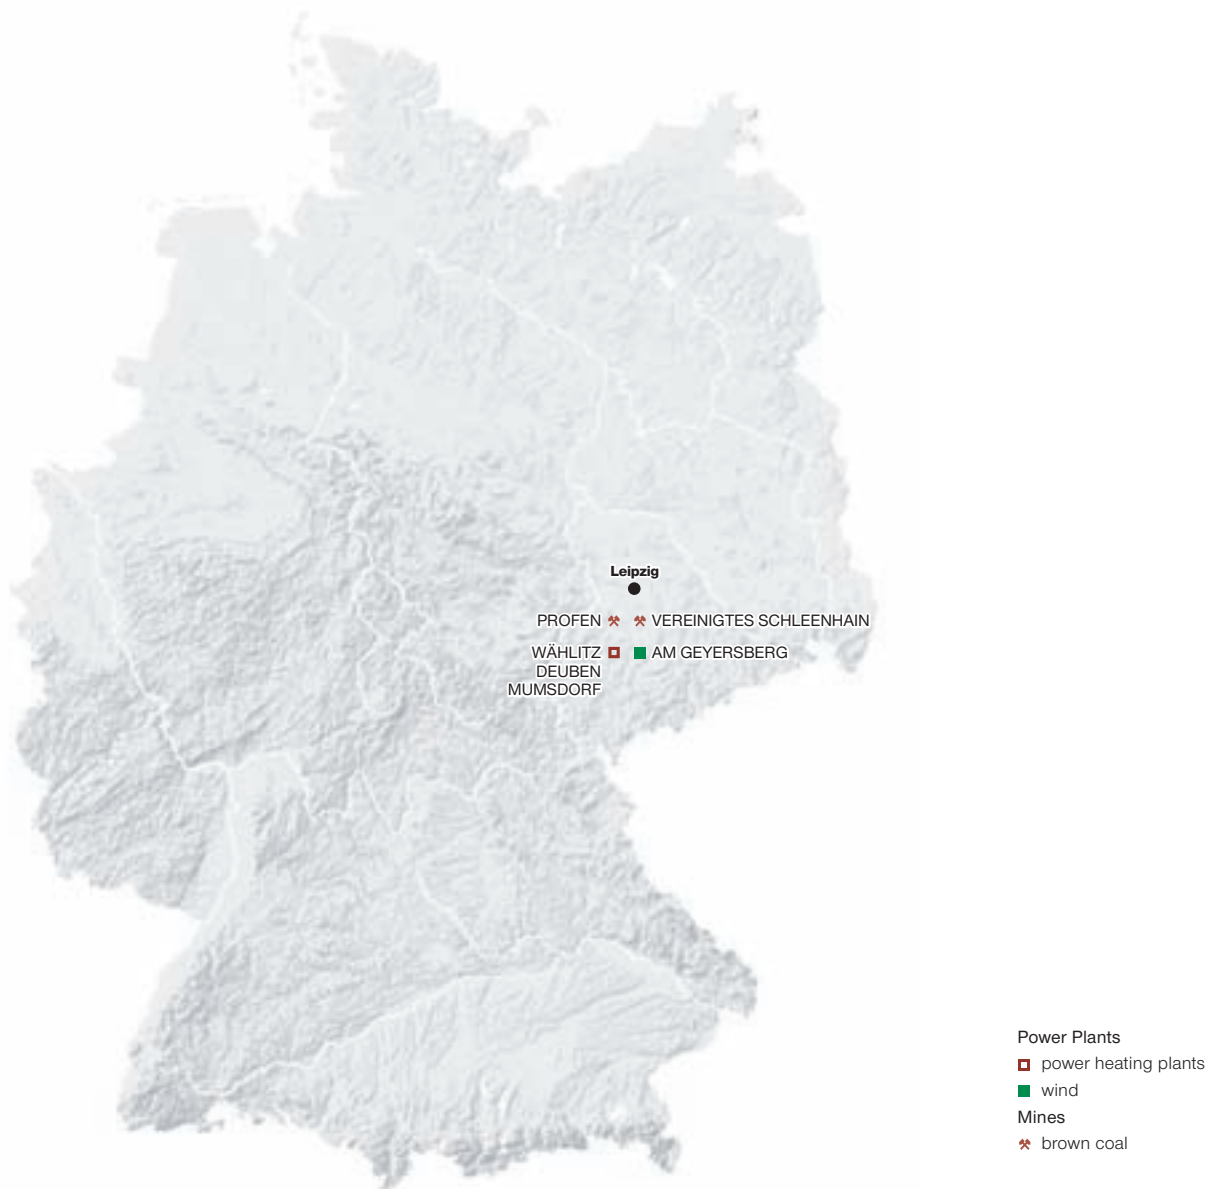 Leipzig
PROFEN
VEREINIGTES SCHLEENHAIN
WÄHLITZ
DEUBEN
MUMSDORF
AM GEYERSBERG
Power Plants
power heating plants
wind
Mines
brown coal